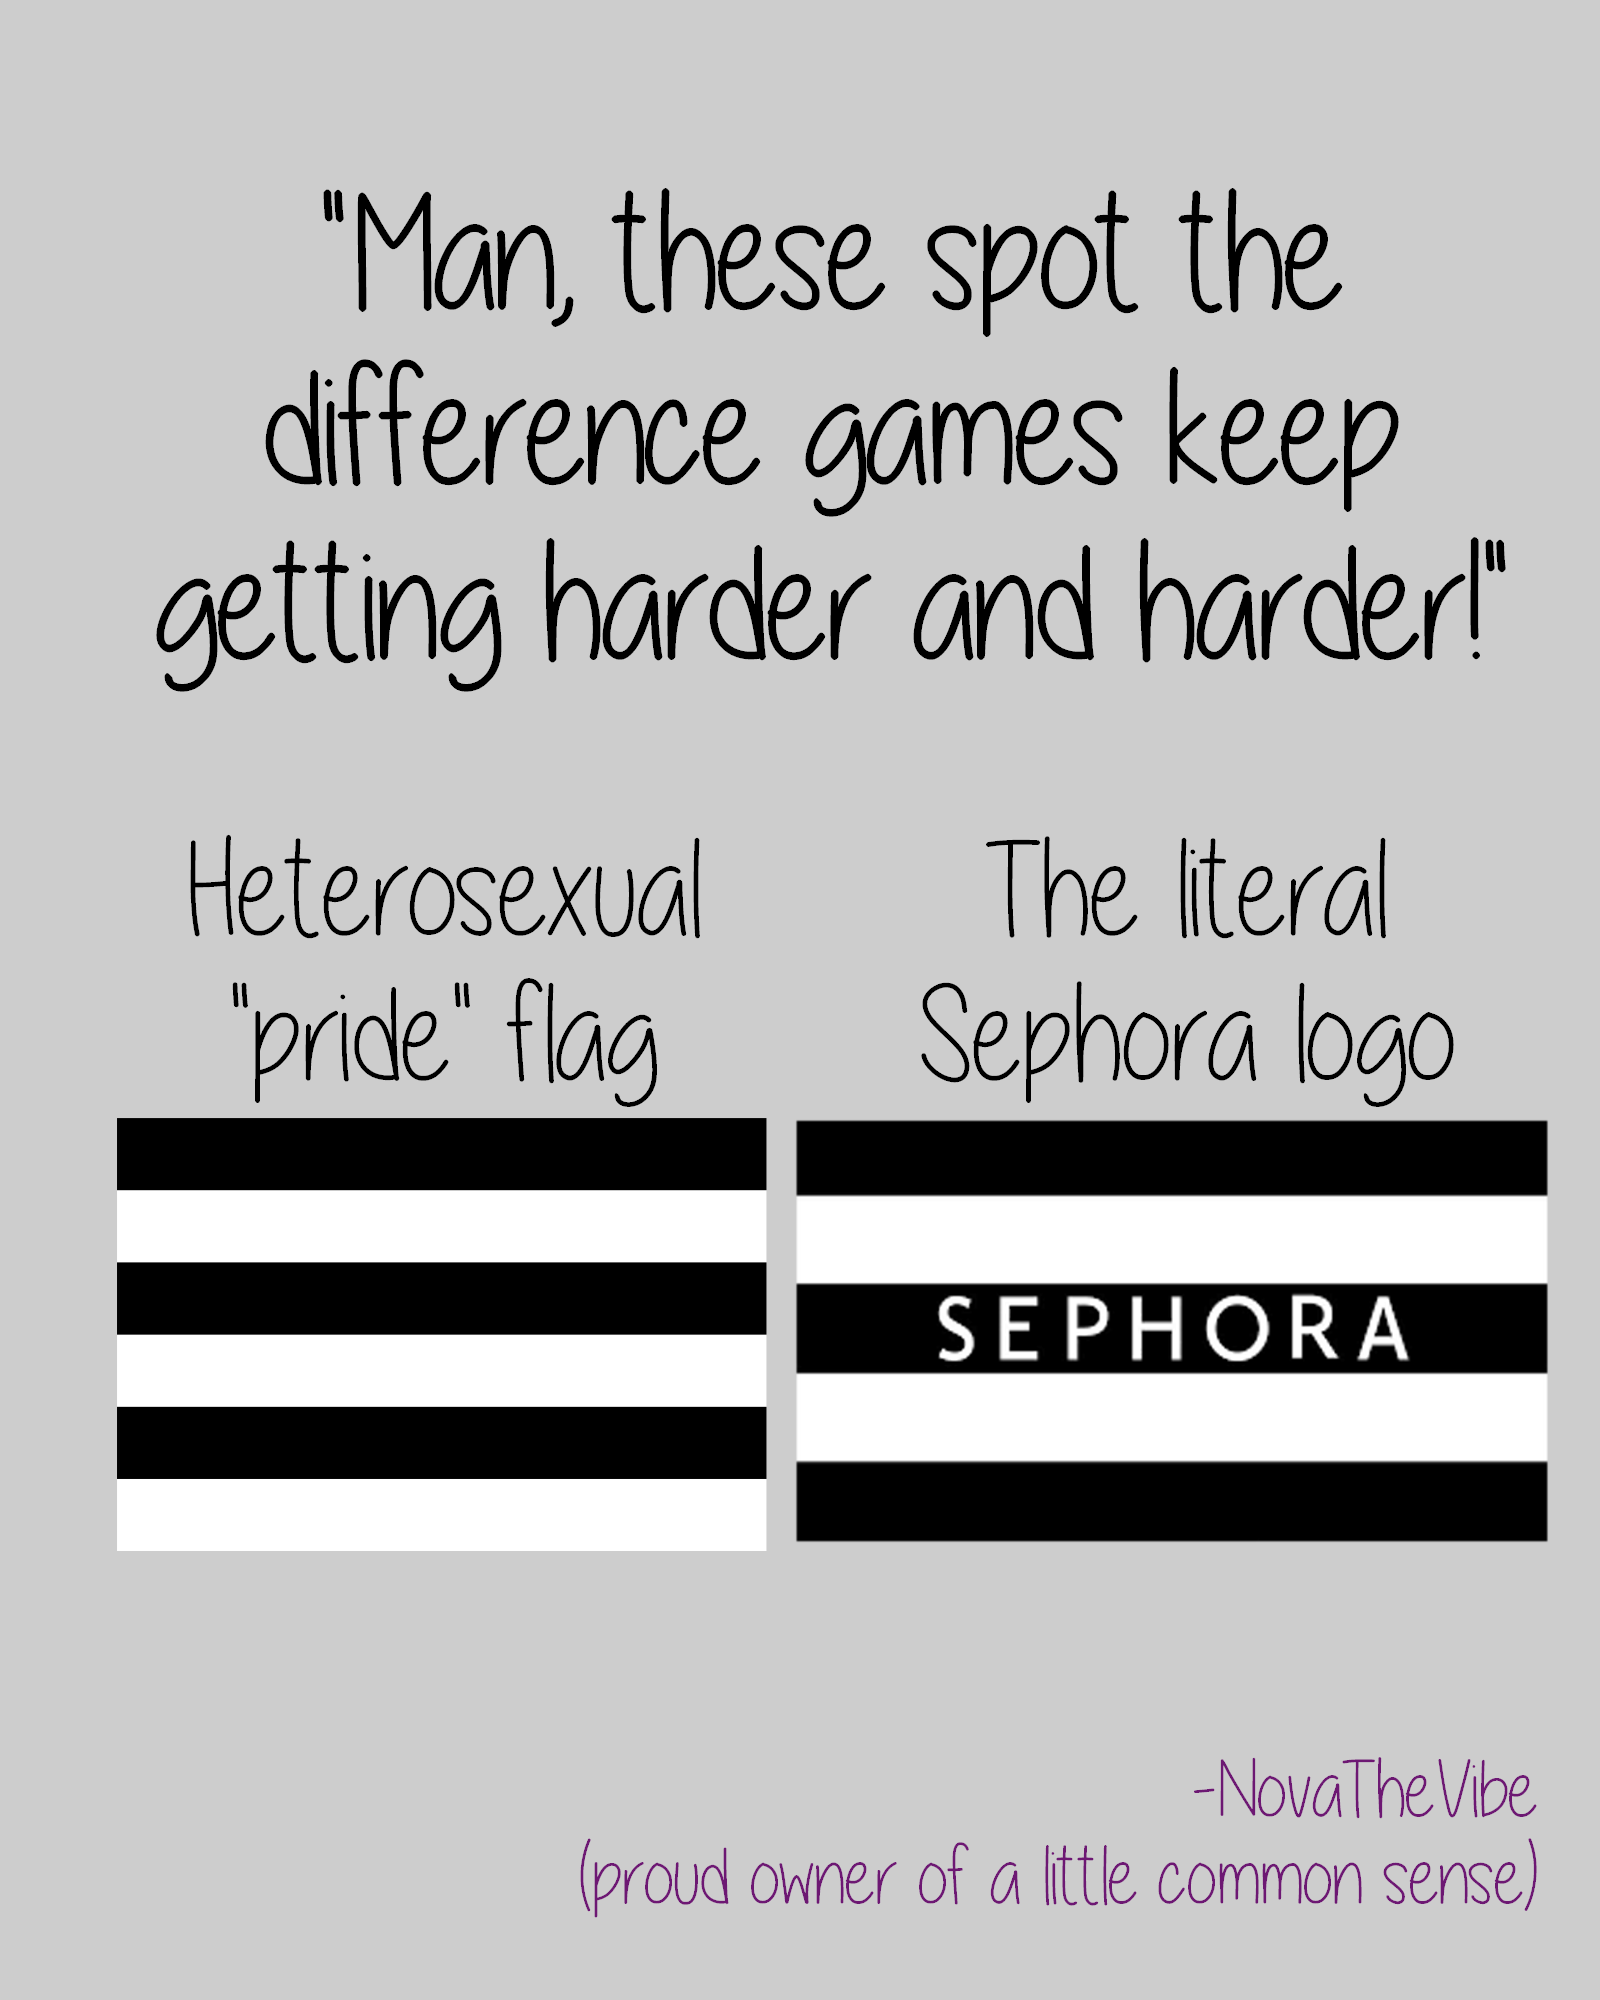 "Man, these spot the
difference games keep
getting harder and harder!"
Heterosexual
"pride" flag
The literal
Sephora logo
SEPHORA
-NovaTheVibe
(proud owner of a little common sense)